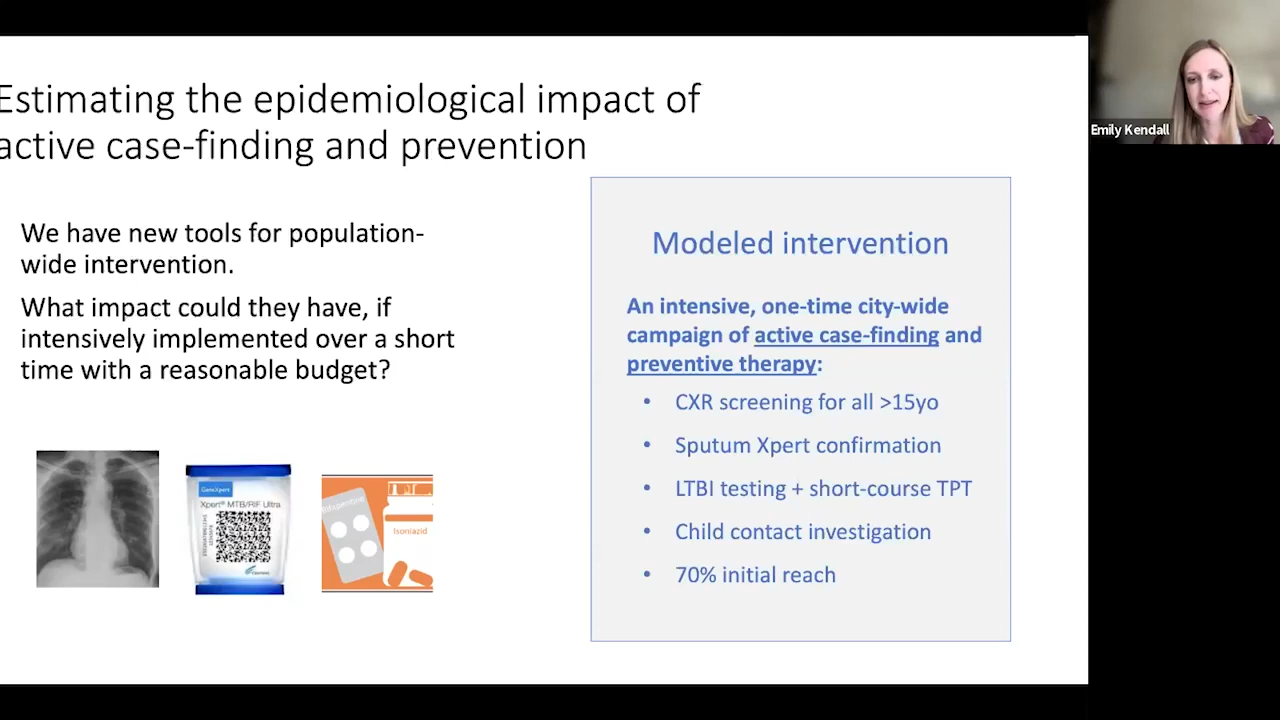 Estimating the epidemiological impact of
active case-finding and prevention
We have new tools for population-
wide intervention.
What impact could they have, if
intensively implemented over a short
time with a reasonable budget?
GeneXpert
Xpert® MTB/RIF Ultra
Cepheid
Rifapentine
Isoniazid
Modeled intervention
An intensive, one-time city-wide
campaign of active case-finding and
preventive therapy:
• CXR screening for all >15yo
• Sputum Xpert confirmation
• LTBI testing + short-course TPT
• Child contact investigation
• 70% initial reach
Emily Kendall